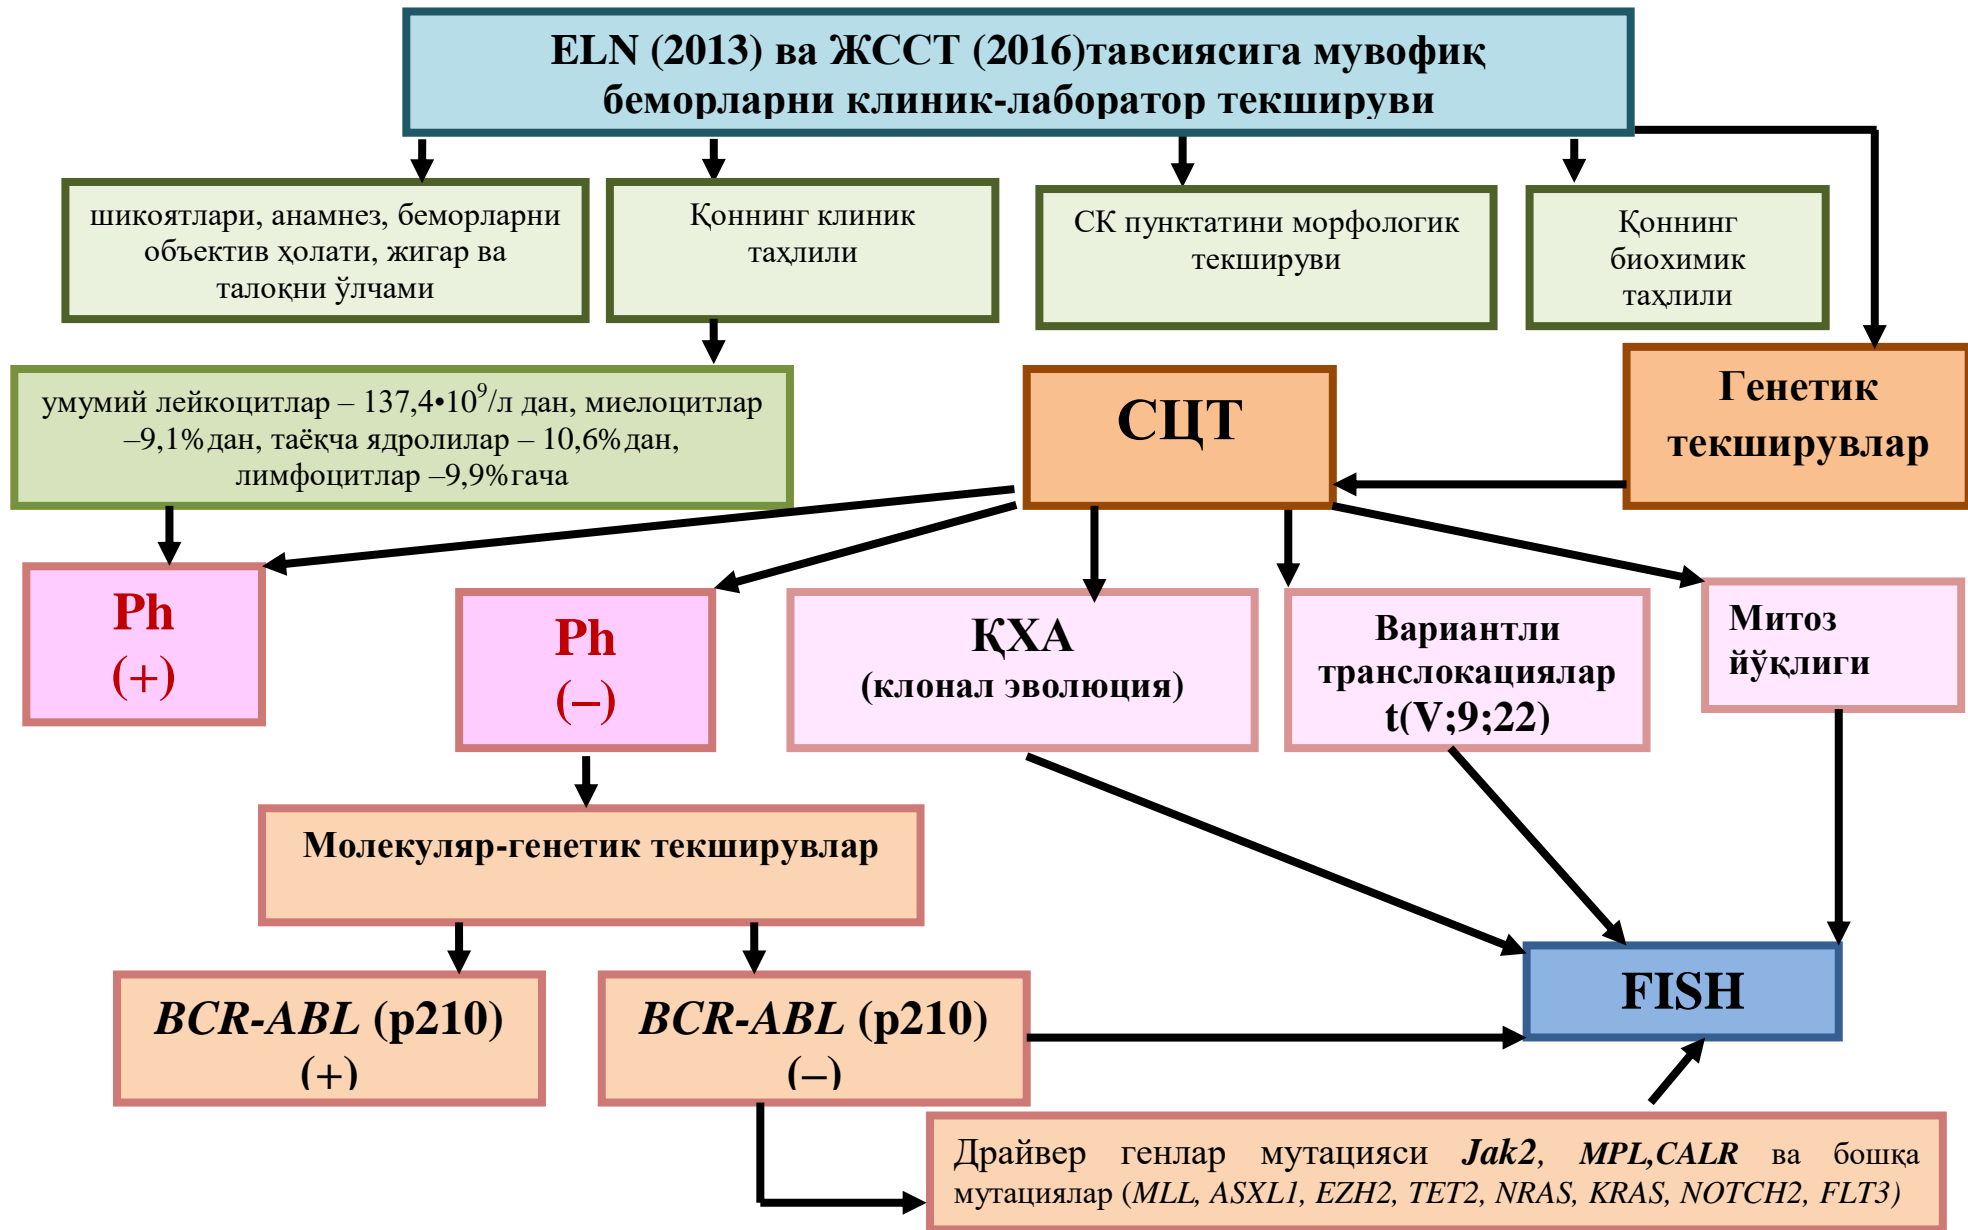 ELN (2013) ва ЖССТ (2016)тавсиясига мувофиқ
беморларни клиник-лаборатор текшируви
шикоятлари, анамнез, беморларни
объектив ҳолати, жигар ва
талоқни ўлчами
Қоннинг клиник
таҳлили
СК пунктатини морфологик
текшируви
Қоннинг
биохимик
таҳлили
умумий лейкоцитлар – 137,4•10⁹/л дан, миелоцитлар
–9,1%дан, таёқча ядролилар – 10,6%дан,
лимфоцитлар –9,9%гача
СЦТ
Генетик
текширувлар
Ph
(+)
Ph
(–)
ҚХА
(клонал эволюция)
Вариантли
транслокациялар
t(V;9;22)
Митоз
йўқлиги
Молекуляр-генетик текширувлар
BCR-ABL (p210)
(+)
BCR-ABL (p210)
(–)
FISH
Драйвер генлар мутацияси Jak2, MPL,CALR ва бошқа
мутациялар (MLL, ASXL1, EZH2, TET2, NRAS, KRAS, NOTCH2, FLT3)